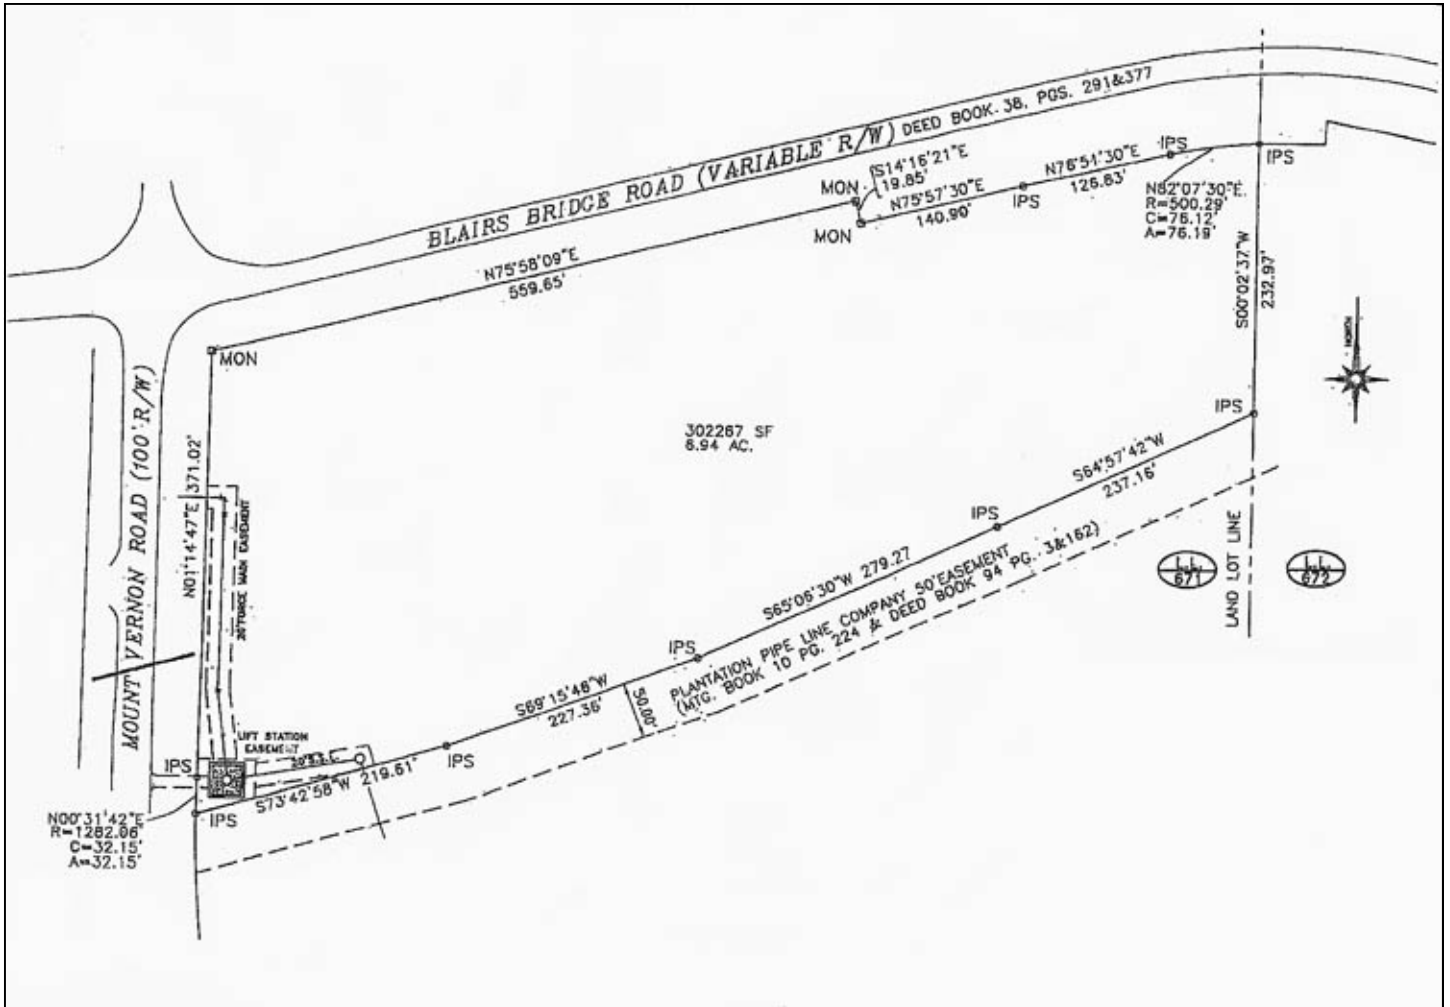 BLAIRS BRIDGE ROAD (VARIABLE R/W) DEED BOOK 38, PGS. 291&377
S14°16'21"E
19.85'
MON
MON
N75°57'30"E
140.90'
IPS
N76°51'30"E
126.83'
IPS
IPS
N82°07'30"E.
R=500.29'
C=76.12'
A=76.19'
N75°58'09"E
559.65'
MON
S00°02'37"W
232.97'
NORTH
MOUNT VERNON ROAD (100' R/W)
N01°14'47"E 371.02'
20' FORCE MAIN EASEMENT
302267 SF
6.94 AC.
IPS
S64°57'42"W
237.16'
IPS
S65°06'30"W 279.27
PLANTATION PIPE LINE COMPANY 50' EASEMENT
(MTG. BOOK 10 PG. 224 & DEED BOOK 94 PG. 3&162)
LAND LOT LINE
L.L.
671
L.L.
672
IPS
S69°15'46"W
227.36'
50.00'
LIFT STATION
EASEMENT
20'S.S.E.
IPS
IPS
S73°42'58"W 219.61'
IPS
N00°31'42"E
R=1282.06'
C=32.15'
A=32.15'